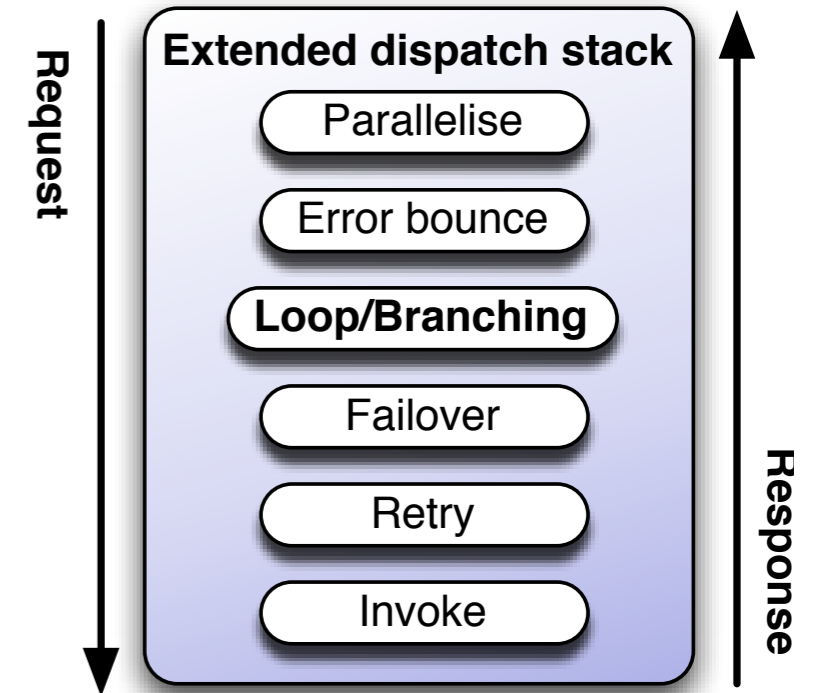 Request
Extended dispatch stack
Parallelise
Error bounce
Loop/Branching
Failover
Retry
Invoke
Response